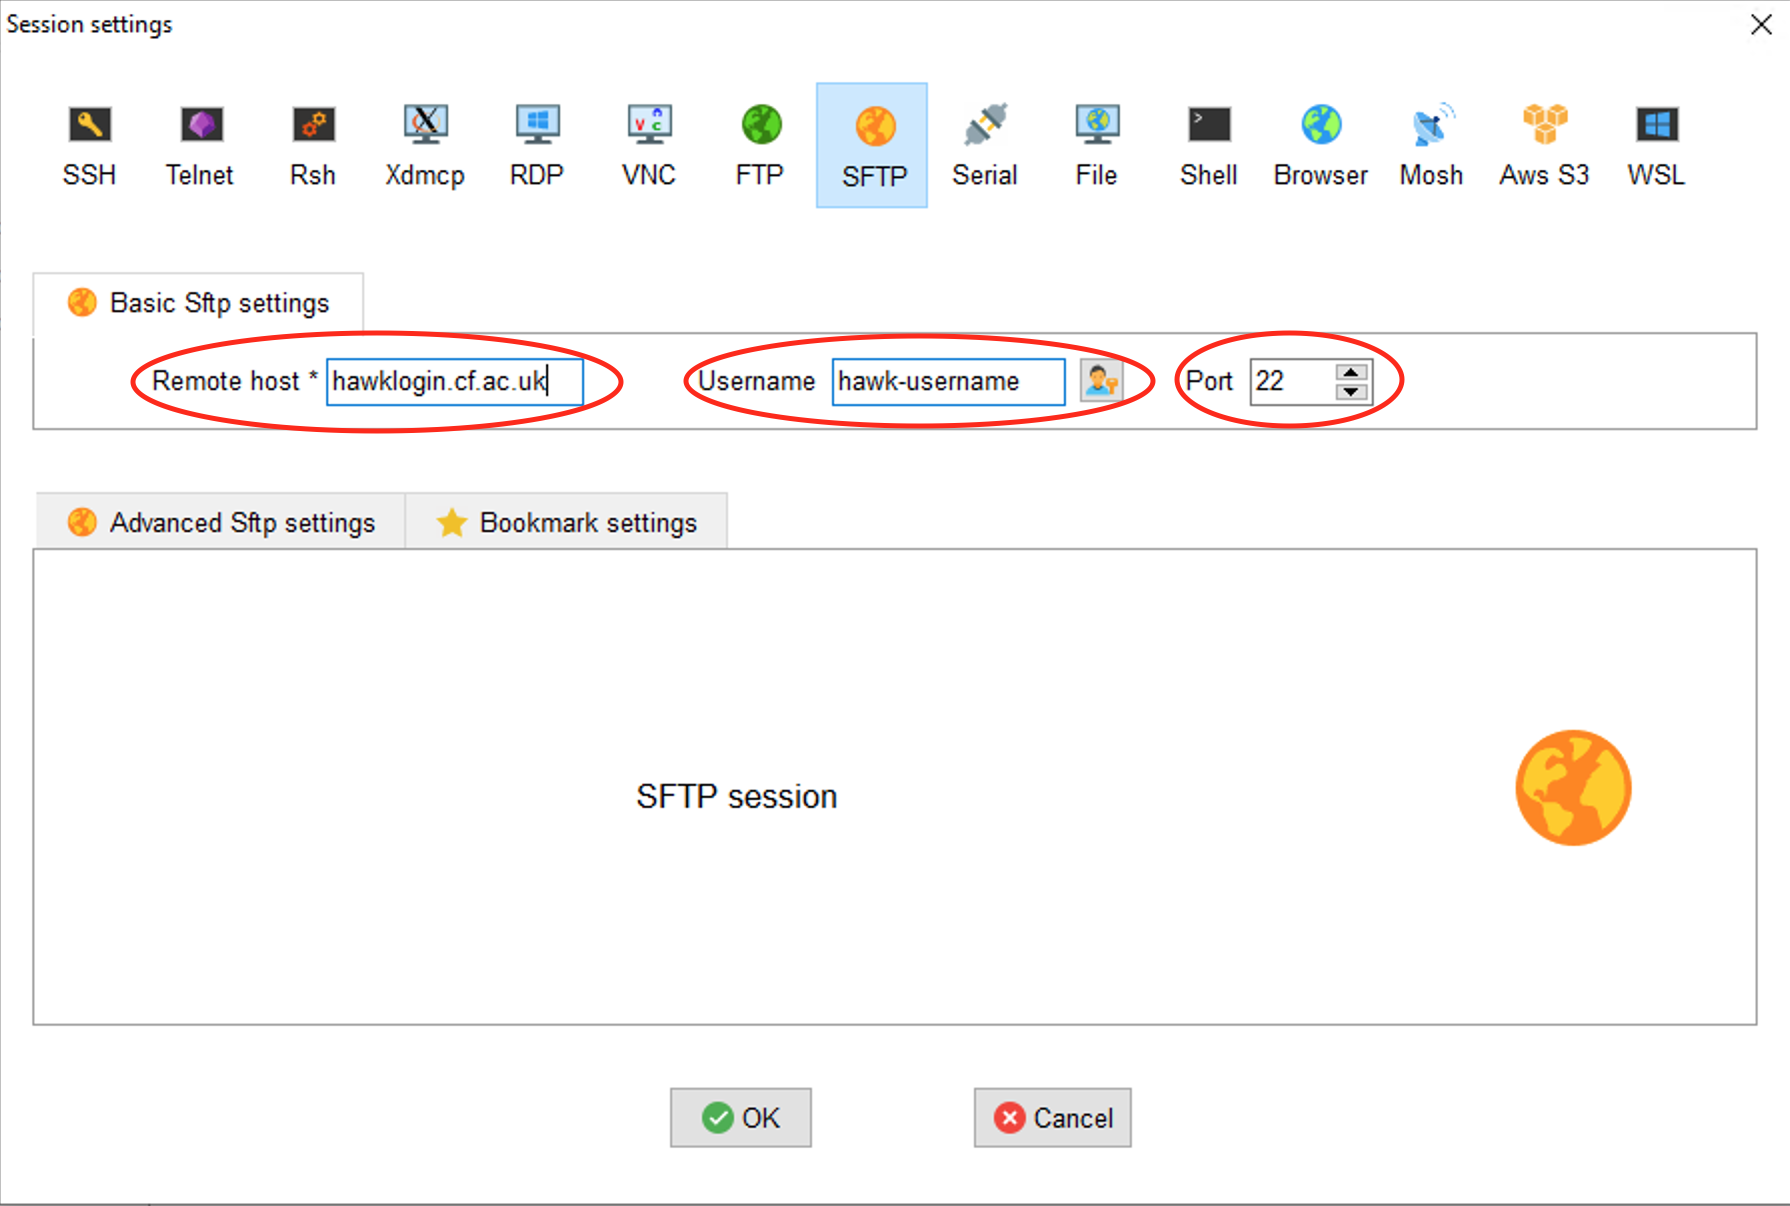 Session settings
SSH Telnet Rsh Xdmcp RDP VNC FTP SFTP Serial File Shell Browser Mosh Aws S3 WSL
Basic Sftp settings
Remote host * hawklogin.cf.ac.uk Username hawk-username Port 22
Advanced Sftp settings Bookmark settings
SFTP session
OK Cancel